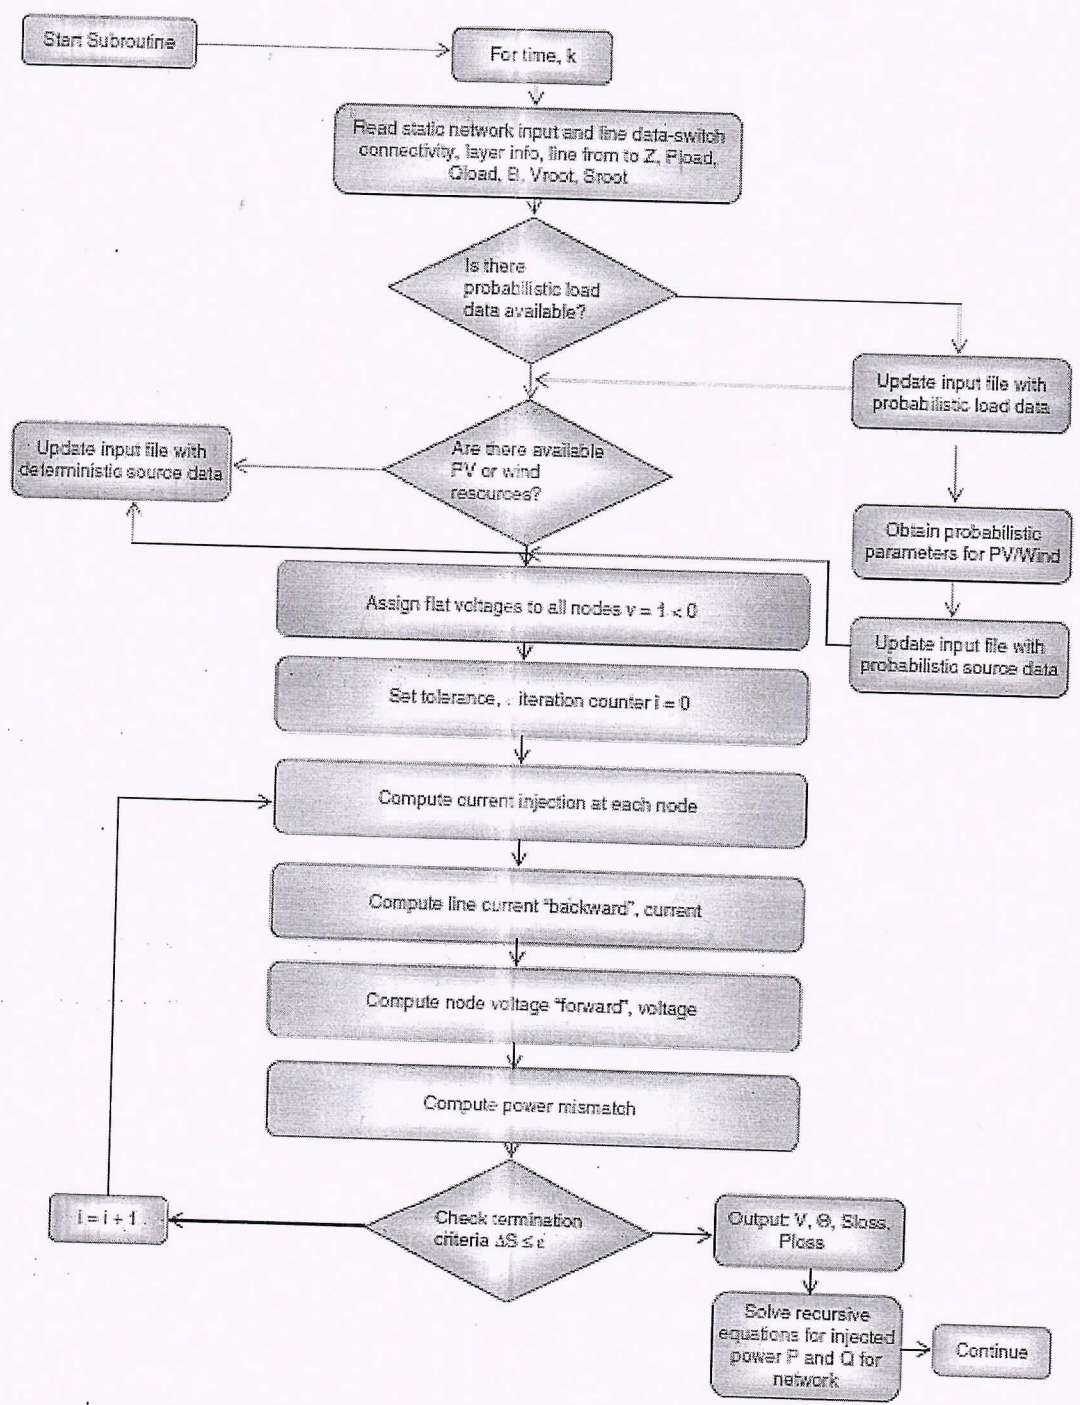 Start Subroutine
For time, k
Read static network input and line data-switch
connectivity, layer info, line from to Z, Pload,
Qload, B, Vroot, Sroot
Is there
probabilistic load
data available?
Update input file with
probabilistic load data
Update input file with
deterministic source data
Are there available
PV or wind
resources?
Obtain probabilistic
parameters for PV/Wind
Assign flat voltages to all nodes v = 1 < 0
Update input file with
probabilistic source data
Set tolerance, . iteration counter i = 0
Compute current injection at each node
Compute line current "backward", current
Compute node voltage "forward", voltage
Compute power mismatch
i = i + 1
Check termination
criteria ΔS ≤ ε
Output: V, Θ, Sloss,
Ploss
Solve recursive
equations for injected
power P and Q for
network
Continue